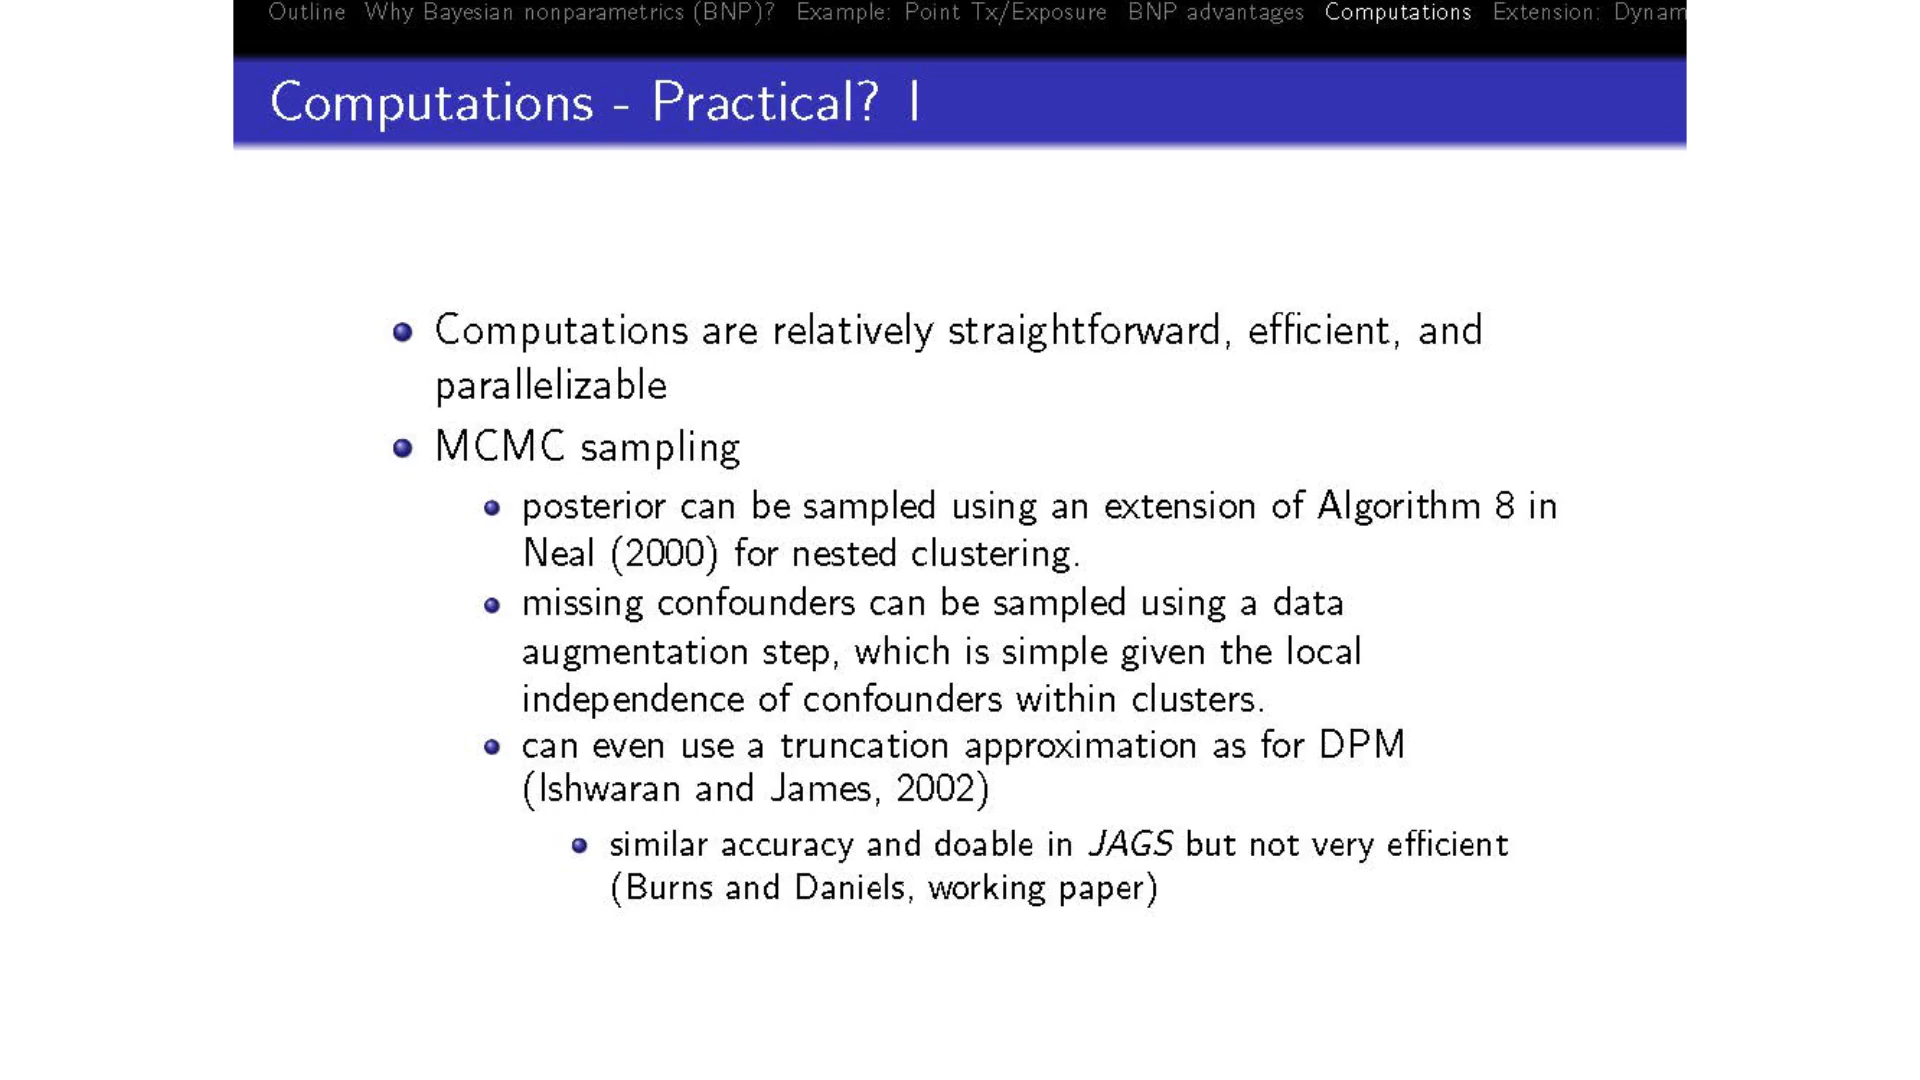 Outline Why Bayesian nonparametrics (BNP)? Example: Point Tx/Exposure BNP advantages Computations Extension: Dynam
Computations - Practical? I
Computations are relatively straightforward, efficient, and
parallelizable
MCMC sampling
posterior can be sampled using an extension of Algorithm 8 in
Neal (2000) for nested clustering.
missing confounders can be sampled using a data
augmentation step, which is simple given the local
independence of confounders within clusters.
can even use a truncation approximation as for DPM
(Ishwaran and James, 2002)
similar accuracy and doable in JAGS but not very efficient
(Burns and Daniels, working paper)